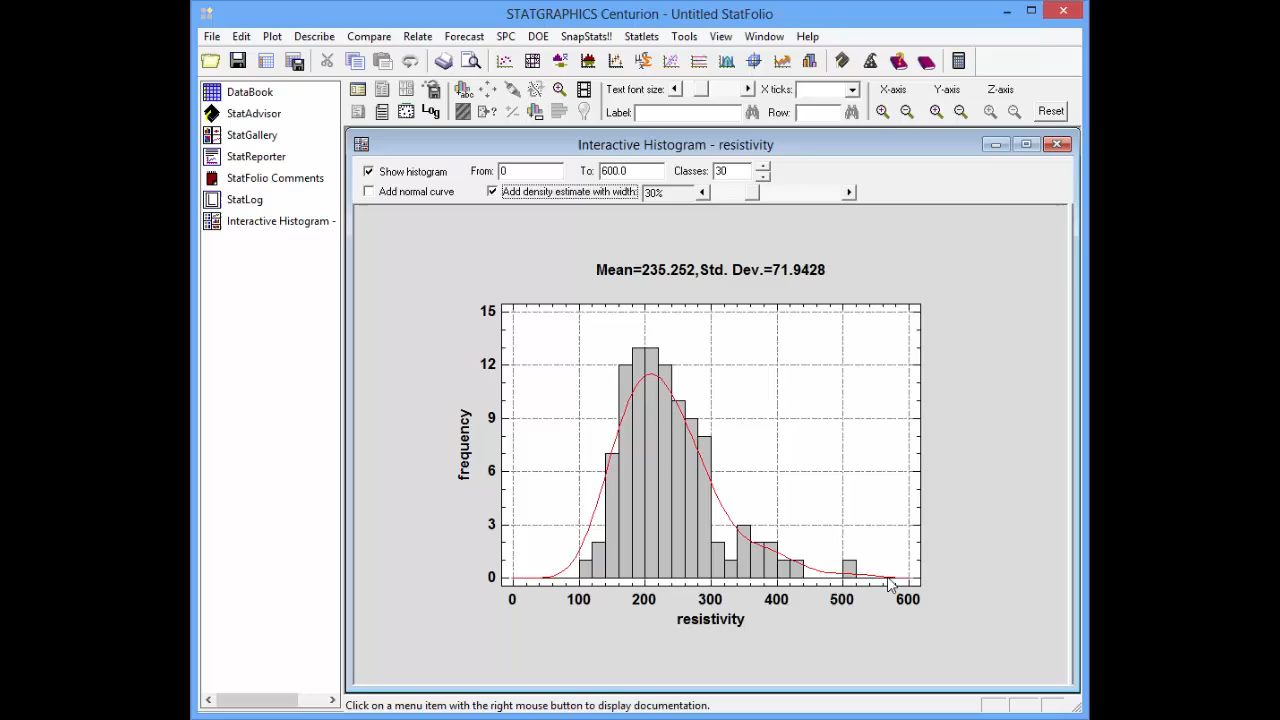 STATGRAPHICS Centurion - Untitled StatFolio
File Edit Plot Describe Compare Relate Forecast SPC DOE SnapStats!! Statlets Tools View Window Help
Text font size: X ticks: X-axis Y-axis Z-axis
abc Log Label: Row: Reset
DataBook
StatAdvisor
StatGallery
StatReporter
StatFolio Comments
StatLog
Interactive Histogram -
Interactive Histogram - resistivity
Show histogram From: 0 To: 600.0 Classes: 30
Add normal curve Add density estimate with width: 30%
Mean=235.252,Std. Dev.=71.9428
15
12
9
6
3
0
frequency
0 100 200 300 400 500 600
resistivity
Click on a menu item with the right mouse button to display documentation.